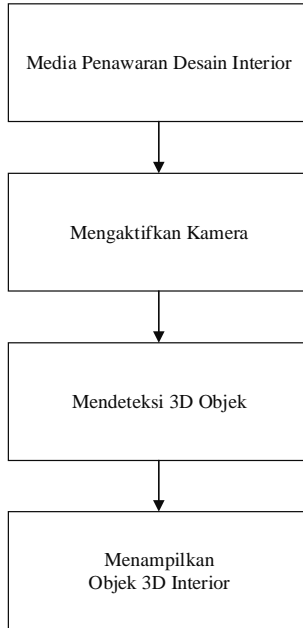 Media Penawaran Desain Interior
Mengaktifkan Kamera
Mendeteksi 3D Objek
Menampilkan
Objek 3D Interior